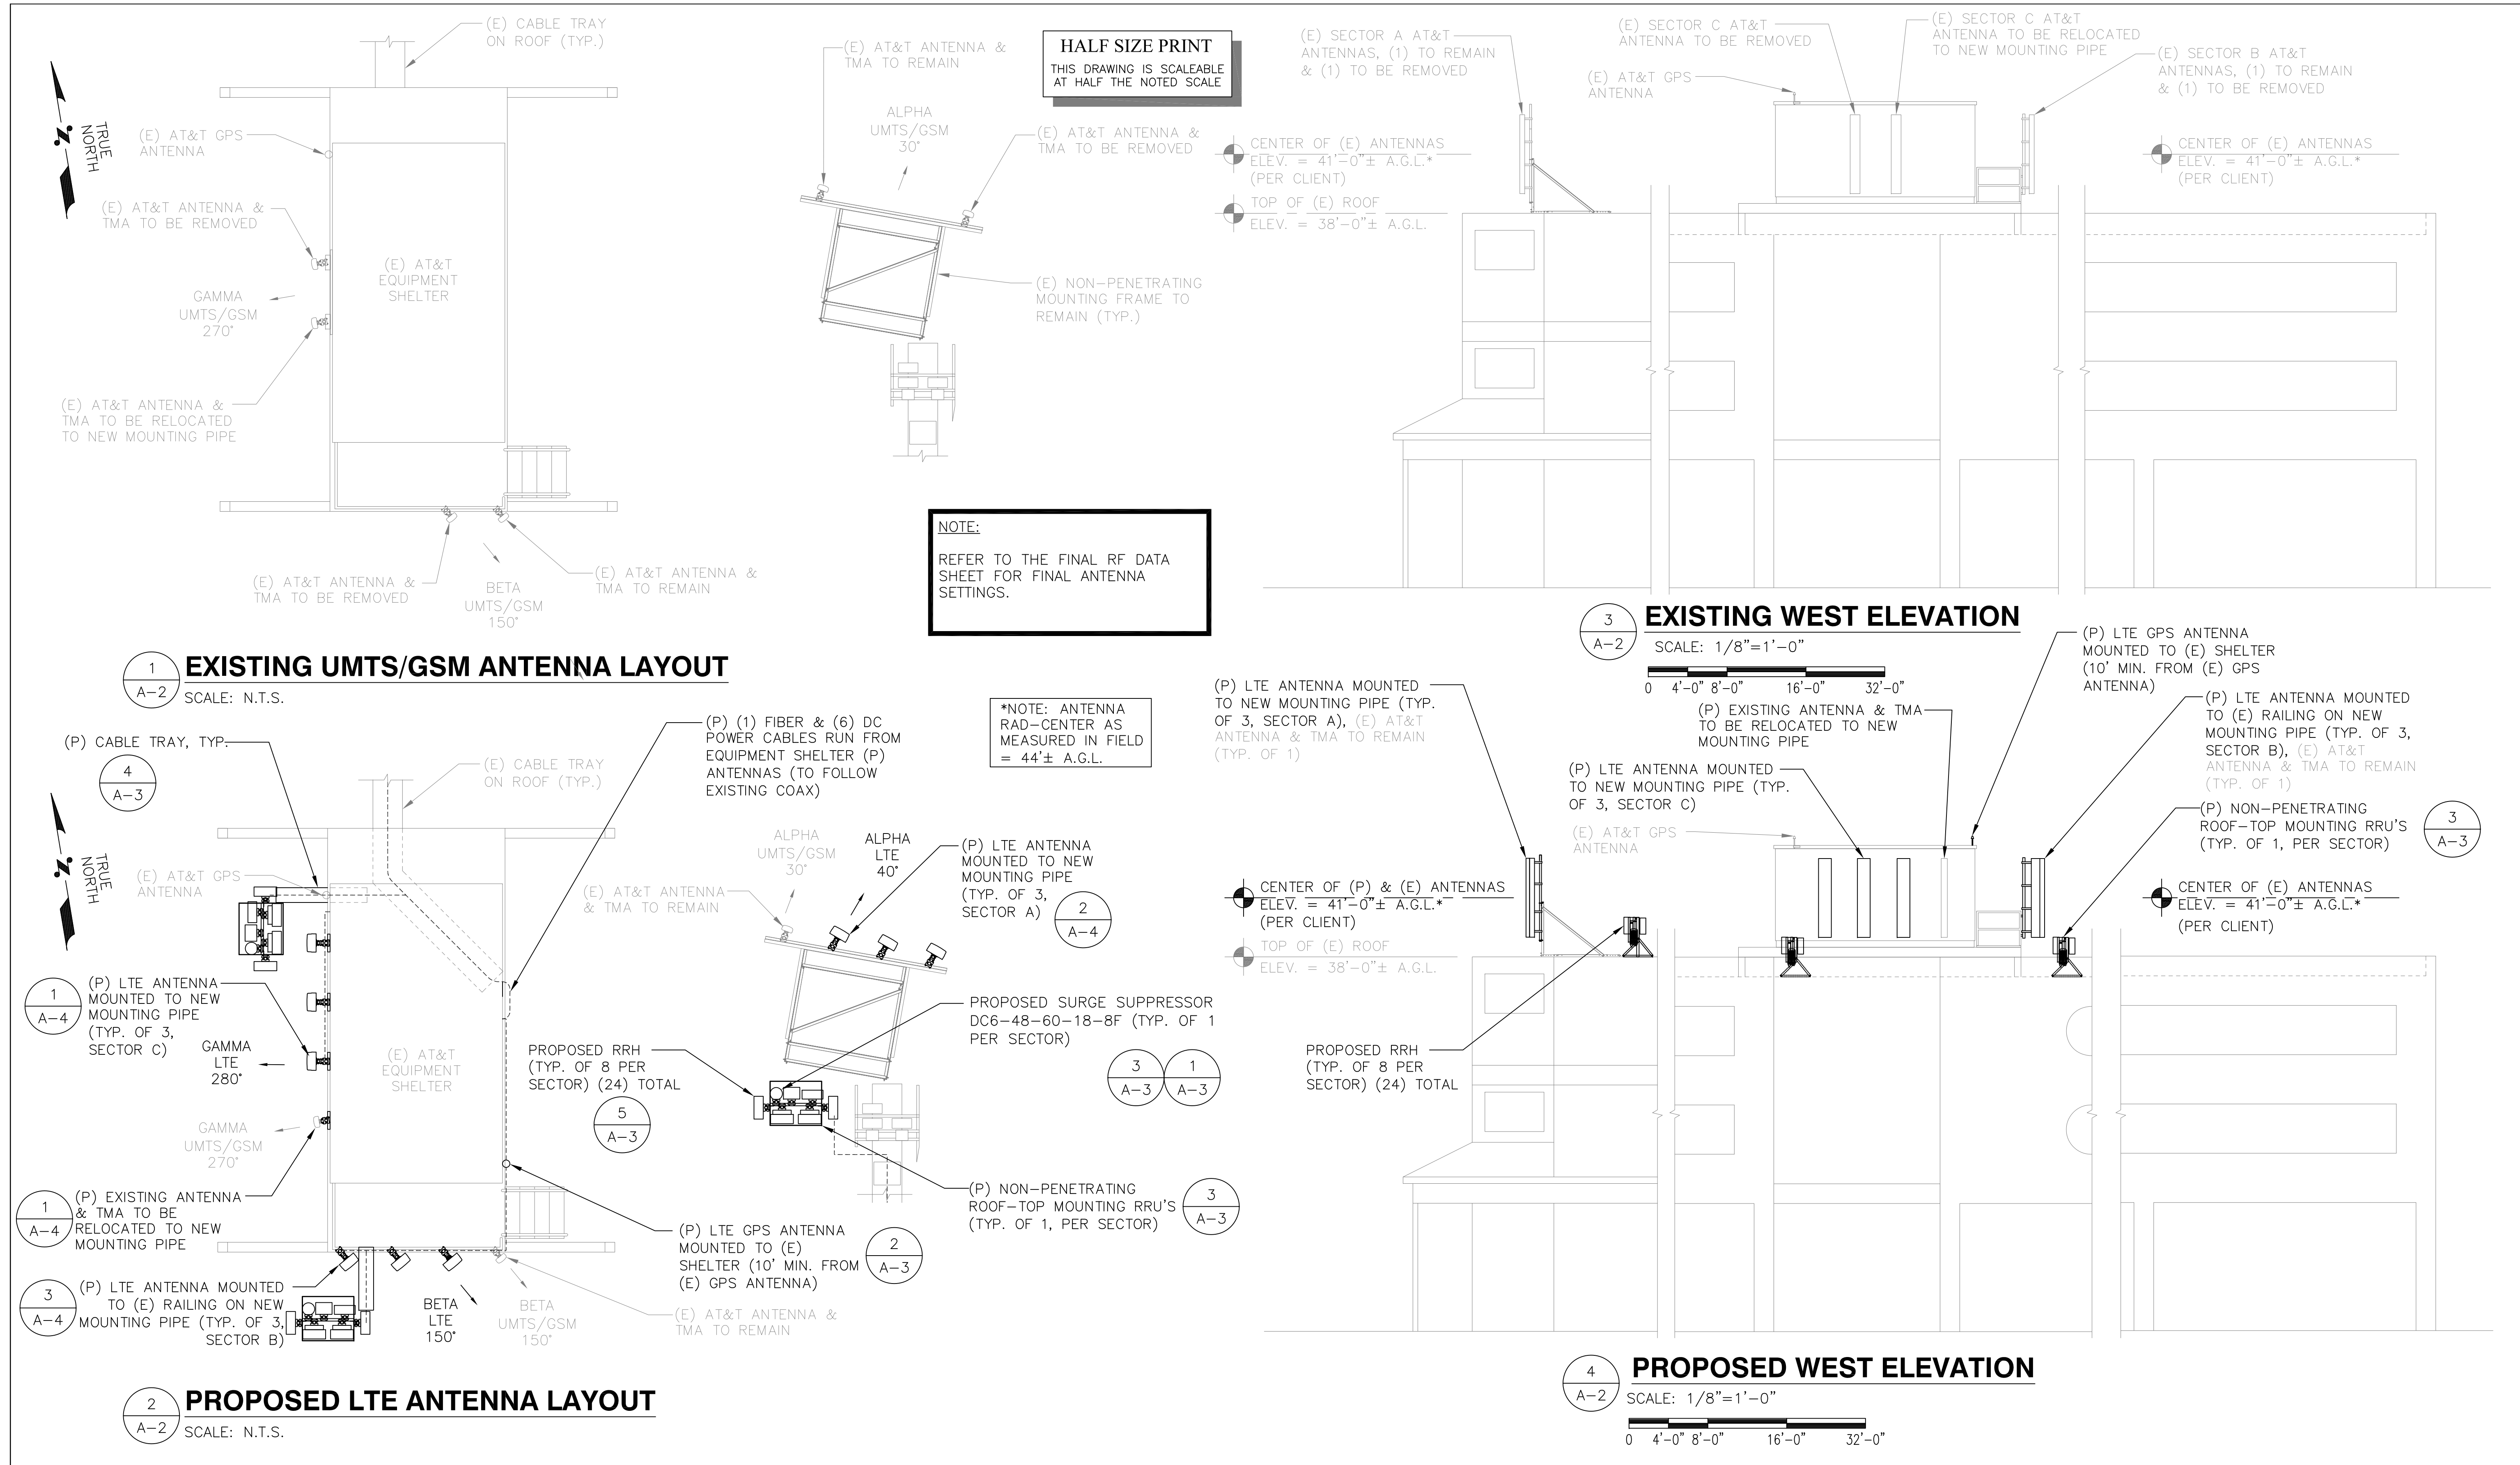 (E) CABLE TRAY
ON ROOF (TYP.)
TRUE
NORTH
(E) AT&T GPS
ANTENNA
(E) AT&T ANTENNA &
TMA TO BE REMOVED
(E) AT&T
EQUIPMENT
SHELTER
GAMMA
UMTS/GSM
270°
(E) AT&T ANTENNA &
TMA TO BE RELOCATED
TO NEW MOUNTING PIPE
(E) AT&T ANTENNA &
TMA TO BE REMOVED
BETA
UMTS/GSM
150°
(E) AT&T ANTENNA &
TMA TO REMAIN
(E) AT&T ANTENNA &
TMA TO REMAIN
ALPHA
UMTS/GSM
30°
(E) AT&T ANTENNA &
TMA TO BE REMOVED
(E) NON-PENETRATING
MOUNTING FRAME TO
REMAIN (TYP.)
HALF SIZE PRINT
THIS DRAWING IS SCALEABLE
AT HALF THE NOTED SCALE
NOTE:
REFER TO THE FINAL RF DATA
SHEET FOR FINAL ANTENNA
SETTINGS.
1
A-2
EXISTING UMTS/GSM ANTENNA LAYOUT
SCALE: N.T.S.
(E) SECTOR A AT&T
ANTENNAS, (1) TO REMAIN
& (1) TO BE REMOVED
(E) SECTOR C AT&T
ANTENNA TO BE REMOVED
(E) SECTOR C AT&T
ANTENNA TO BE RELOCATED
TO NEW MOUNTING PIPE
(E) AT&T GPS
ANTENNA
(E) SECTOR B AT&T
ANTENNAS, (1) TO REMAIN
& (1) TO BE REMOVED
CENTER OF (E) ANTENNAS
ELEV. = 41'-0"± A.G.L.*
(PER CLIENT)
TOP OF (E) ROOF
ELEV. = 38'-0"± A.G.L.
CENTER OF (E) ANTENNAS
ELEV. = 41'-0"± A.G.L.*
(PER CLIENT)
3
A-2
EXISTING WEST ELEVATION
SCALE: 1/8"=1'-0"
0 4'-0" 8'-0" 16'-0" 32'-0"
(P) CABLE TRAY, TYP.
4
A-3
(E) CABLE TRAY
ON ROOF (TYP.)
(P) (1) FIBER & (6) DC
POWER CABLES RUN FROM
EQUIPMENT SHELTER (P)
ANTENNAS (TO FOLLOW
EXISTING COAX)
*NOTE: ANTENNA
RAD-CENTER AS
MEASURED IN FIELD
= 44'± A.G.L.
TRUE
NORTH
(E) AT&T GPS
ANTENNA
1
A-4
(P) LTE ANTENNA
MOUNTED TO NEW
MOUNTING PIPE
(TYP. OF 3,
SECTOR C)
GAMMA
LTE
280°
(E) AT&T
EQUIPMENT
SHELTER
GAMMA
UMTS/GSM
270°
1
A-4
(P) EXISTING ANTENNA
& TMA TO BE
RELOCATED TO NEW
MOUNTING PIPE
3
A-4
(P) LTE ANTENNA MOUNTED
TO (E) RAILING ON NEW
MOUNTING PIPE (TYP. OF 3,
SECTOR B)
BETA
LTE
150°
BETA
UMTS/GSM
150°
(E) AT&T ANTENNA &
TMA TO REMAIN
(P) LTE GPS ANTENNA
MOUNTED TO (E)
SHELTER (10' MIN. FROM
(E) GPS ANTENNA)
2
A-3
ALPHA
UMTS/GSM
30°
ALPHA
LTE
40°
(E) AT&T ANTENNA
& TMA TO REMAIN
(P) LTE ANTENNA
MOUNTED TO NEW
MOUNTING PIPE
(TYP. OF 3,
SECTOR A)
2
A-4
PROPOSED SURGE SUPPRESSOR
DC6-48-60-18-8F (TYP. OF 1
PER SECTOR)
3
A-3
1
A-3
PROPOSED RRH
(TYP. OF 8 PER
SECTOR) (24) TOTAL
5
A-3
(P) NON-PENETRATING
ROOF-TOP MOUNTING RRU'S
(TYP. OF 1, PER SECTOR)
3
A-3
2
A-2
PROPOSED LTE ANTENNA LAYOUT
SCALE: N.T.S.
(P) LTE ANTENNA MOUNTED
TO NEW MOUNTING PIPE (TYP.
OF 3, SECTOR A), (E) AT&T
ANTENNA & TMA TO REMAIN
(TYP. OF 1)
(P) EXISTING ANTENNA & TMA
TO BE RELOCATED TO NEW
MOUNTING PIPE
(P) LTE ANTENNA MOUNTED
TO NEW MOUNTING PIPE (TYP.
OF 3, SECTOR C)
(E) AT&T GPS
ANTENNA
(P) LTE GPS ANTENNA
MOUNTED TO (E) SHELTER
(10' MIN. FROM (E) GPS
ANTENNA)
(P) LTE ANTENNA MOUNTED
TO (E) RAILING ON NEW
MOUNTING PIPE (TYP. OF 3,
SECTOR B), (E) AT&T
ANTENNA & TMA TO REMAIN
(TYP. OF 1)
(P) NON-PENETRATING
ROOF-TOP MOUNTING RRU'S
(TYP. OF 1, PER SECTOR)
3
A-3
CENTER OF (P) & (E) ANTENNAS
ELEV. = 41'-0"± A.G.L.*
(PER CLIENT)
TOP OF (E) ROOF
ELEV. = 38'-0"± A.G.L.
CENTER OF (E) ANTENNAS
ELEV. = 41'-0"± A.G.L.*
(PER CLIENT)
PROPOSED RRH
(TYP. OF 8 PER
SECTOR) (24) TOTAL
4
A-2
PROPOSED WEST ELEVATION
SCALE: 1/8"=1'-0"
0 4'-0" 8'-0" 16'-0" 32'-0"